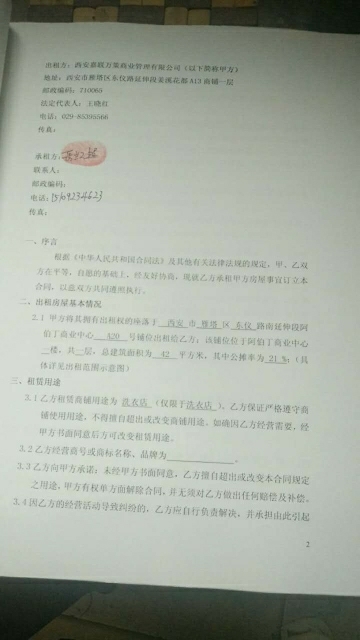 出租方：西安嘉联万策商业管理有限公司（以下简称甲方）
地址：西安市雁塔区东仪路延伸段美溪花都A13商铺一层
邮政编码：710065
法定代表人：王晓红
电话：029-85395566
传真：
承租方：
联系人：
邮政编码：
电话：15109234623
传真：
一、序言
根据《中华人民共和国合同法》及其他有关法律法规的规定，甲、乙双
方在平等，自愿的基础上，经友好协商，现就乙方承租甲方房屋事宜订立本
合同，以兹双方共同遵照执行。
二、出租房屋基本情况
2.1 甲方将其拥有出租权的座落于 西安 市 雁塔 区 东仪 路南延伸段阿
伯丁商业中心 A20 号铺位出租给乙方；该铺位位于阿伯丁商业中心
楼，共一层，总建筑面积为 42 平方米，其中公摊率为 21 %；（具
体详见出租范围示意图）
三、租赁用途
3.1 乙方租赁商铺用途为 洗衣店 （仅限于洗衣店），乙方保证严格遵守商
铺使用用途，不得擅自超出或改变商铺用途。如确因乙方经营需要，经
甲方书面同意后方可改变租赁用途。
3.2 乙方经营商号或商标名称、品牌为
3.3 乙方向甲方承诺：未经甲方书面同意，乙方擅自超出或改变本合同规定
之用途，甲方有权单方面解除合同，并无须对乙方做出任何赔偿及补偿。
3.4 因乙方的经营活动导致纠纷的，乙方应自行负责解决，并承担由此引起
2